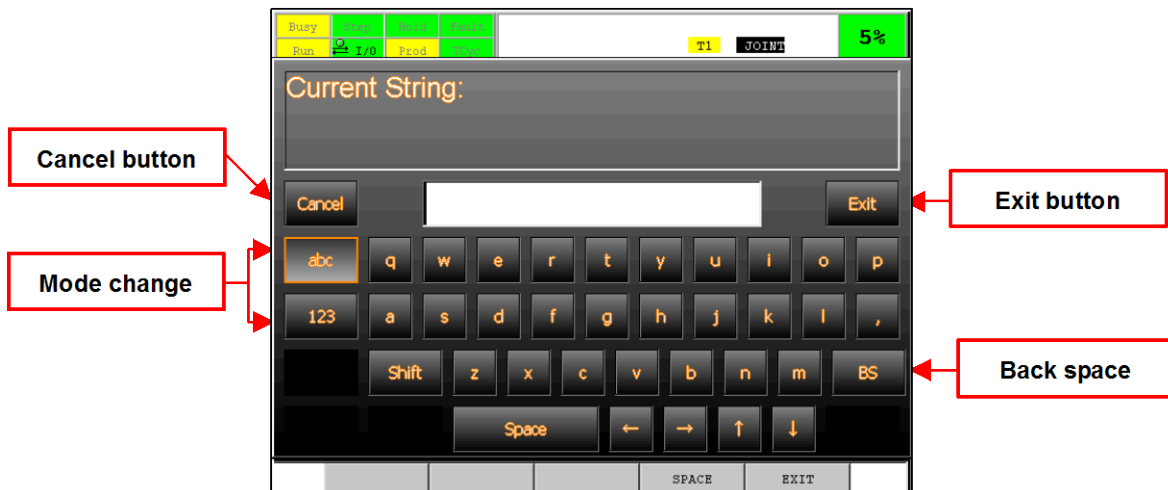 Busy Step Hold Fault
Run I/O Prod TCyc
T1 JOINT 5%
Current String:
Cancel button
Cancel Exit
Exit button
abc q w e r t y u i o p
Mode change
123 a s d f g h j k l ,
Shift z x c v b n m BS
Back space
Space ← → ↑ ↓
SPACE EXIT